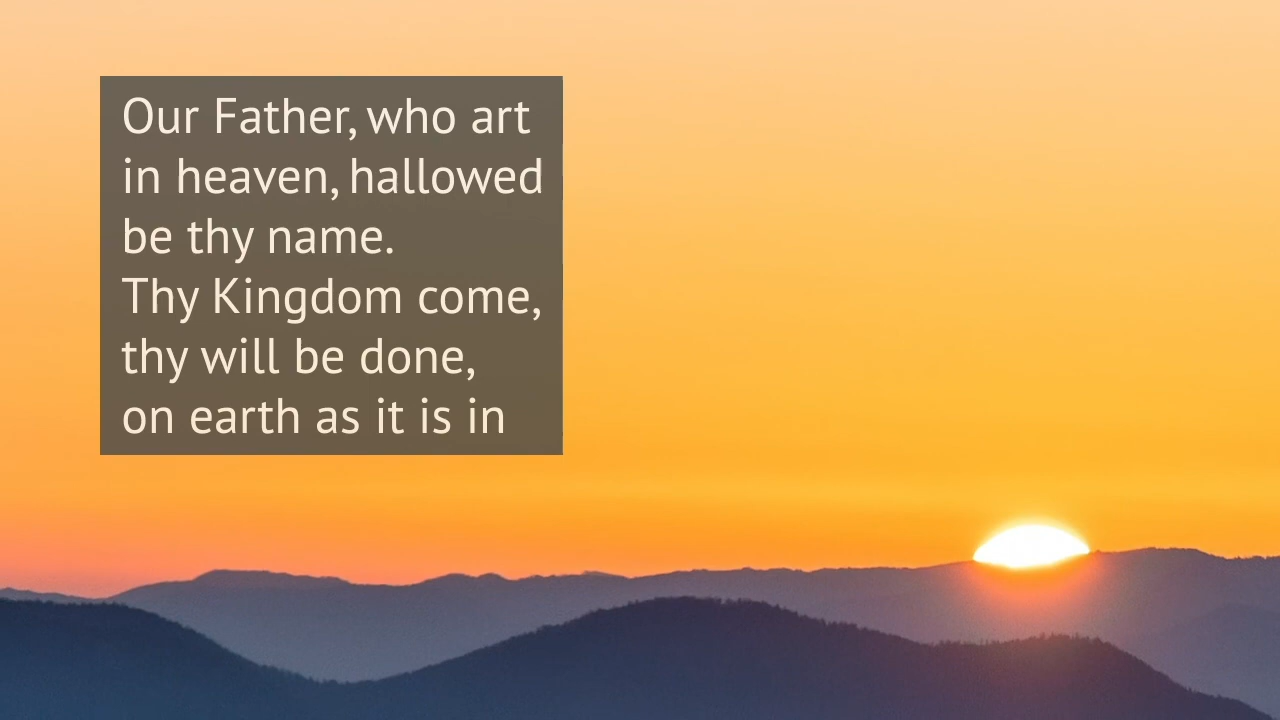 Our Father, who art
in heaven, hallowed
be thy name.
Thy Kingdom come,
thy will be done,
on earth as it is in